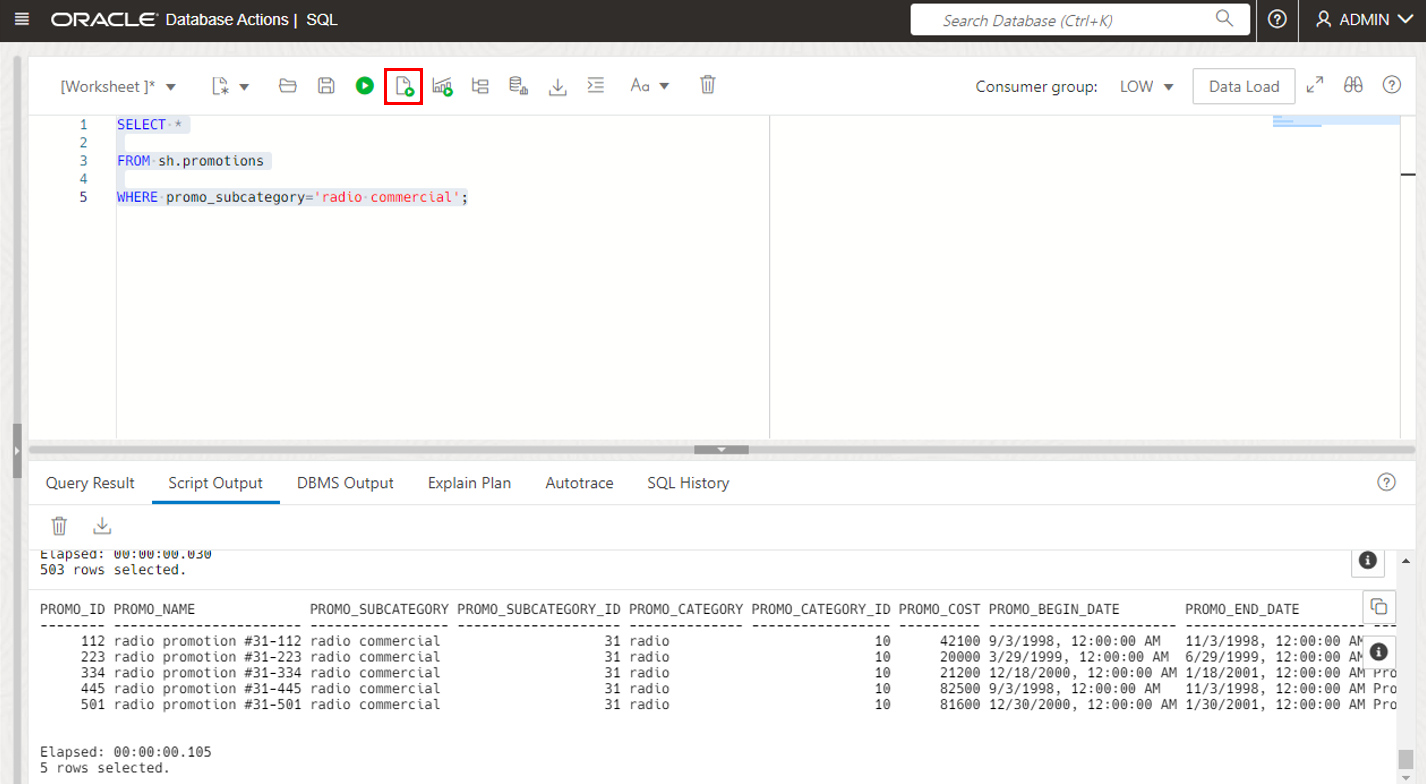 ORACLE Database Actions | SQL
Search Database (Ctrl+K)
ADMIN
[Worksheet ]*
Aa
Consumer group: LOW
Data Load
1 SELECT *
2
3 FROM sh.promotions
4
5 WHERE promo_subcategory='radio commercial';
Query Result Script Output DBMS Output Explain Plan Autotrace SQL History
Elapsed: 00:00:00.030
503 rows selected.
PROMO_ID PROMO_NAME PROMO_SUBCATEGORY PROMO_SUBCATEGORY_ID PROMO_CATEGORY PROMO_CATEGORY_ID PROMO_COST PROMO_BEGIN_DATE PROMO_END_DATE
112 radio promotion #31-112 radio commercial 31 radio 10 42100 9/3/1998, 12:00:00 AM 11/3/1998, 12:00:00 AM
223 radio promotion #31-223 radio commercial 31 radio 10 20000 3/29/1999, 12:00:00 AM 6/29/1999, 12:00:00 AM
334 radio promotion #31-334 radio commercial 31 radio 10 21200 12/18/2000, 12:00:00 AM 1/18/2001, 12:00:00 AM Pro
445 radio promotion #31-445 radio commercial 31 radio 10 82500 9/3/1998, 12:00:00 AM 11/3/1998, 12:00:00 AM Pro
501 radio promotion #31-501 radio commercial 31 radio 10 81600 12/30/2000, 12:00:00 AM 1/30/2001, 12:00:00 AM Pro
Elapsed: 00:00:00.105
5 rows selected.